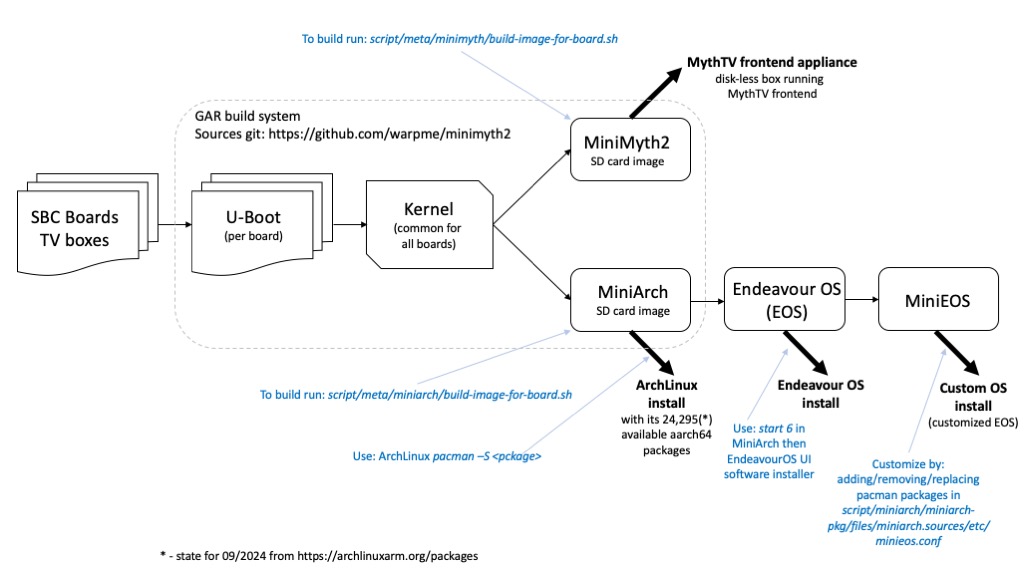 To build run: script/meta/minimyth/build-image-for-board.sh
MythTV frontend appliance
disk-less box running
MythTV frontend
GAR build system
Sources git: https://github.com/warpme/minimyth2
MiniMyth2
SD card image
SBC Boards
TV boxes
U-Boot
(per board)
Kernel
(common for
all boards)
MiniArch
SD card image
Endeavour OS
(EOS)
MiniEOS
To build run: script/meta/miniarch/build-image-for-board.sh
ArchLinux
install
with its 24,295(*)
available aarch64
packages
Endeavour OS
install
Custom OS
install
(customized EOS)
Use: ArchLinux pacman –S <pckage>
Use: start 6 in
MiniArch then
EndeavourOS UI
software installer
Customize by:
adding/removing/replacing
pacman packages in
script/miniarch/miniarch-
pkg/files/miniarch.sources/etc/
minieos.conf
* - state for 09/2024 from https://archlinuxarm.org/packages